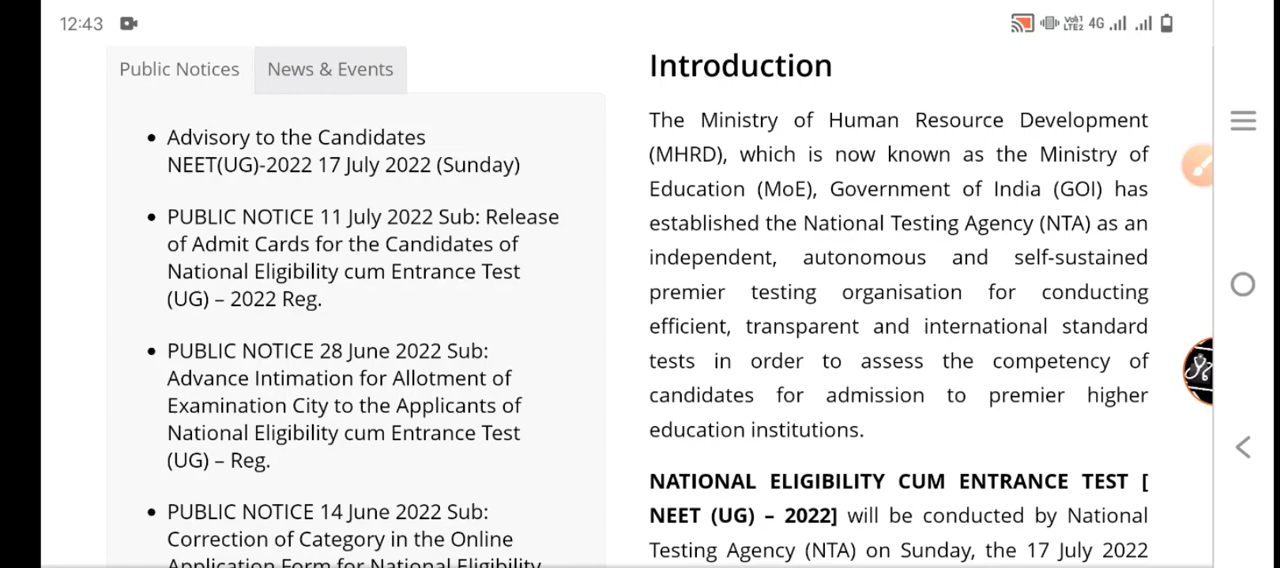 12:43
Vo1) LTE2 4G
Public Notices
News & Events
Advisory to the Candidates
NEET(UG)-2022 17 July 2022 (Sunday)
PUBLIC NOTICE 11 July 2022 Sub: Release
of Admit Cards for the Candidates of
National Eligibility cum Entrance Test
(UG) – 2022 Reg.
PUBLIC NOTICE 28 June 2022 Sub:
Advance Intimation for Allotment of
Examination City to the Applicants of
National Eligibility cum Entrance Test
(UG) – Reg.
PUBLIC NOTICE 14 June 2022 Sub:
Correction of Category in the Online
Application Form for National Eligibility
Introduction
The Ministry of Human Resource Development
(MHRD), which is now known as the Ministry of
Education (MoE), Government of India (GOI) has
established the National Testing Agency (NTA) as an
independent, autonomous and self-sustained
premier testing organisation for conducting
efficient, transparent and international standard
tests in order to assess the competency of
candidates for admission to premier higher
education institutions.
NATIONAL ELIGIBILITY CUM ENTRANCE TEST [
NEET (UG) – 2022] will be conducted by National
Testing Agency (NTA) on Sunday, the 17 July 2022